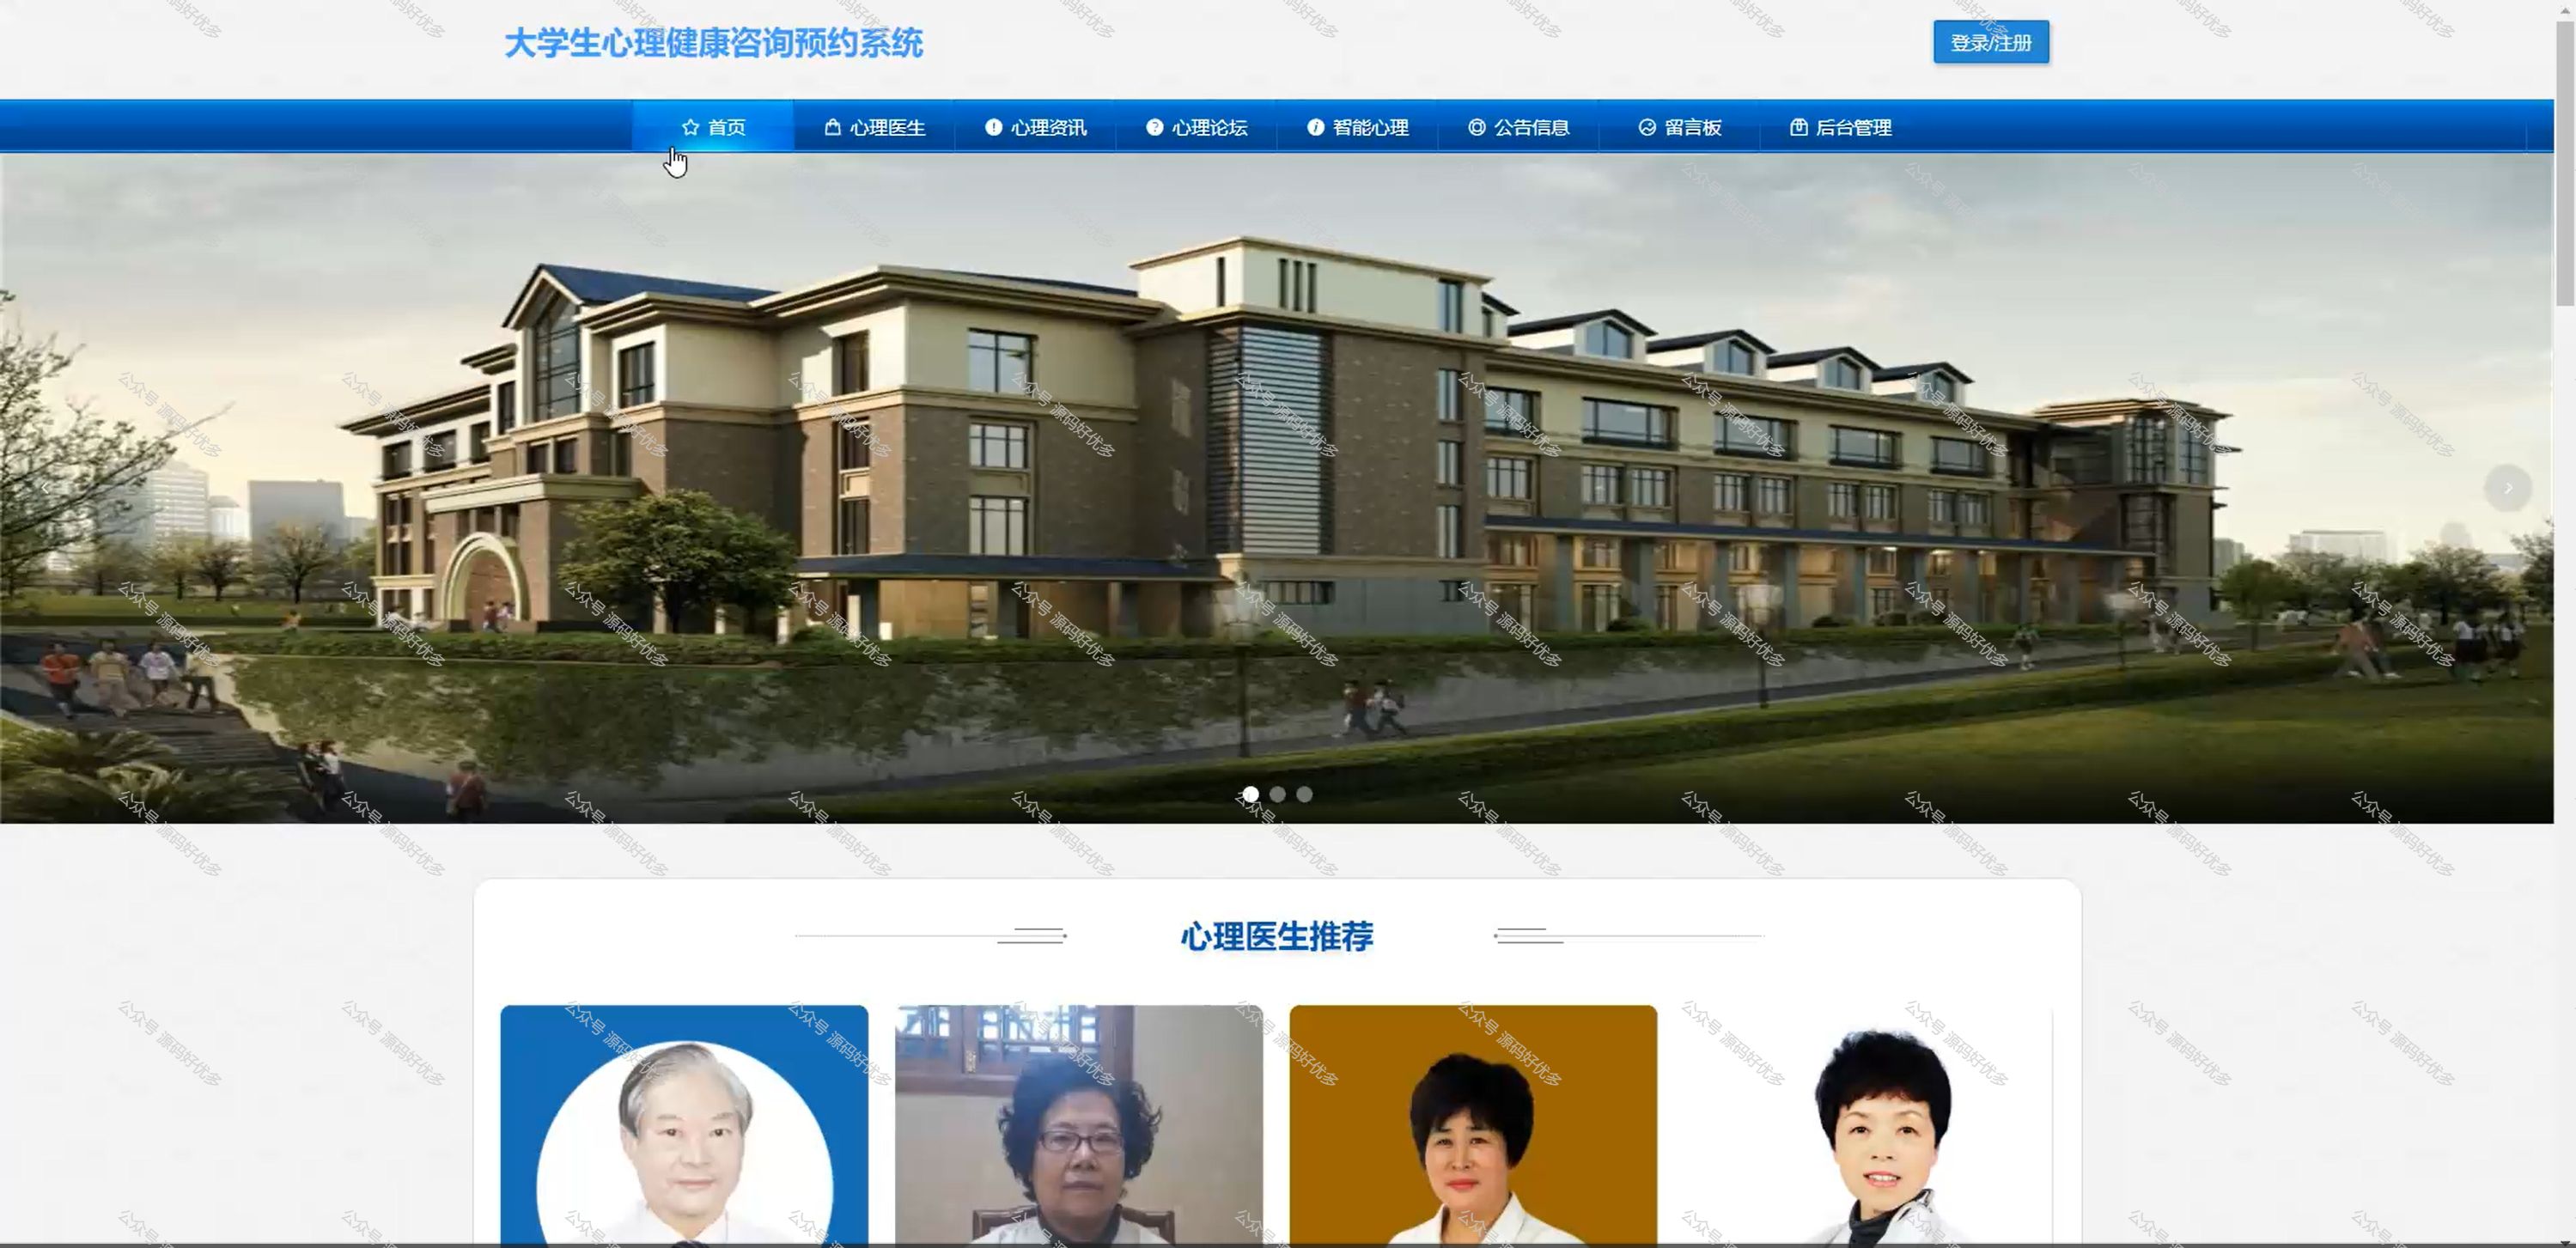 大学生心理健康咨询预约系统
登录/注册
首页
心理医生
心理资讯
心理论坛
智能心理
公告信息
留言板
后台管理
心理医生推荐
公众号 源码好优多